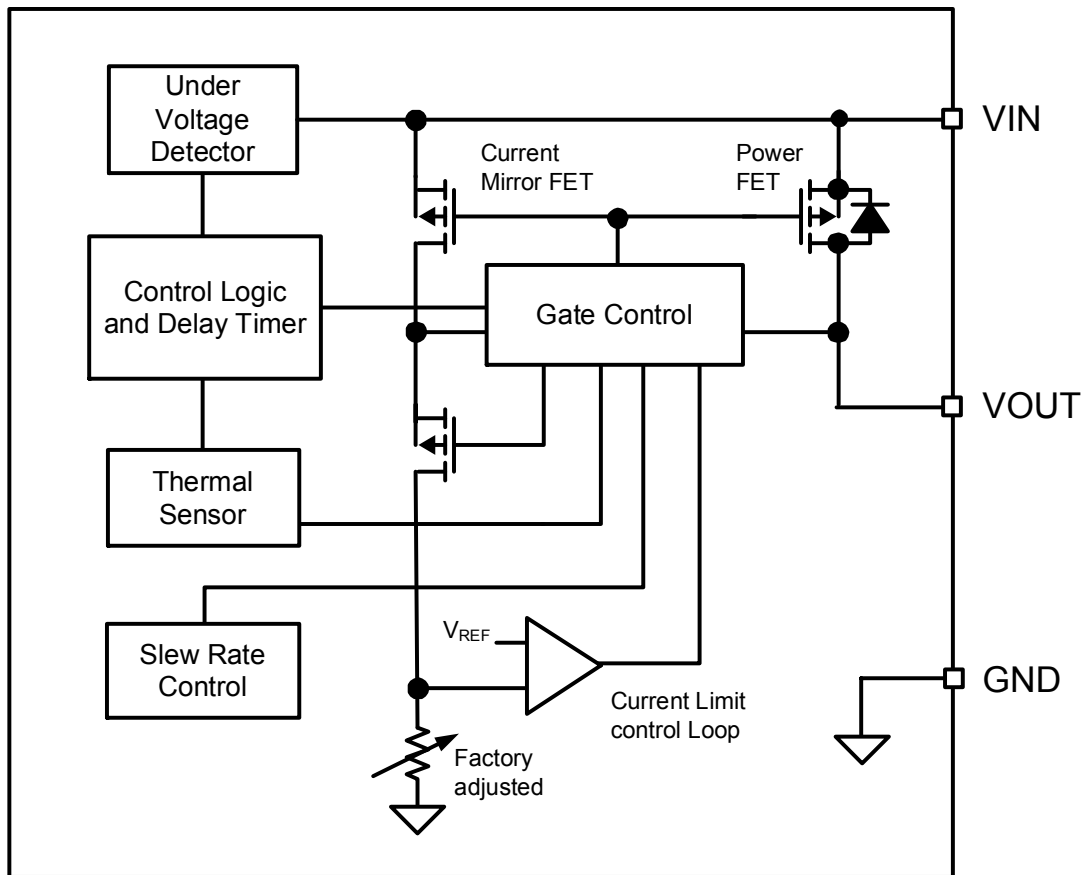 Under
Voltage
Detector
VIN
Current
Mirror FET
Power
FET
Control Logic
and Delay Timer
Gate Control
VOUT
Thermal
Sensor
Slew Rate
Control
VREF
Current Limit
control Loop
GND
Factory
adjusted